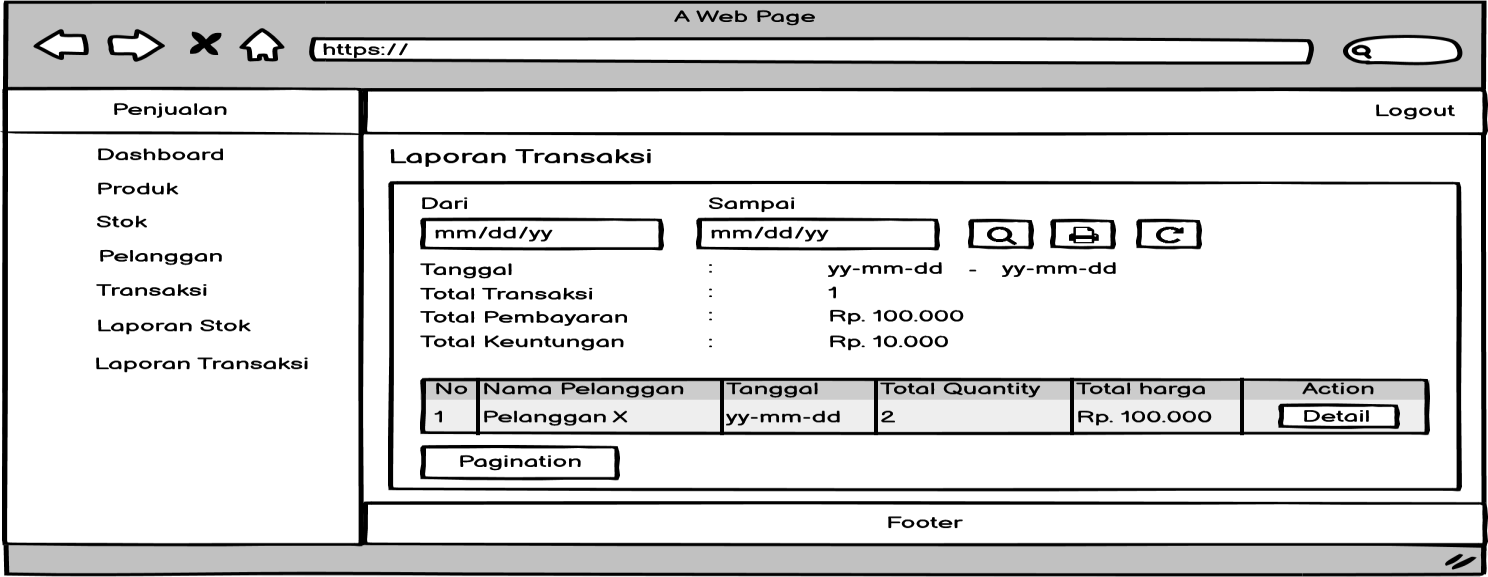 A Web Page
https://
Penjualan
Logout
Dashboard
Produk
Stok
Pelanggan
Transaksi
Laporan Stok
Laporan Transaksi
Laporan Transaksi
Dari Sampai
mm/dd/yy mm/dd/yy
Tanggal : yy-mm-dd - yy-mm-dd
Total Transaksi : 1
Total Pembayaran : Rp. 100.000
Total Keuntungan : Rp. 10.000
No Nama Pelanggan Tanggal Total Quantity Total harga Action
1 Pelanggan X yy-mm-dd 2 Rp. 100.000 Detail
Pagination
Footer